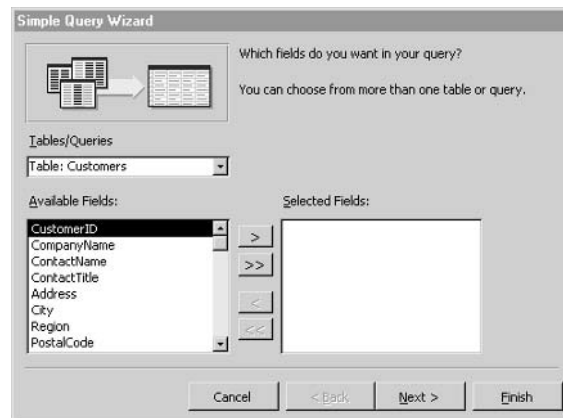 Simple Query Wizard
Which fields do you want in your query?
You can choose from more than one table or query.
Tables/Queries
Table: Customers
Available Fields:
Selected Fields:
CustomerID
CompanyName
ContactName
ContactTitle
Address
City
Region
PostalCode
>
>>
<
<<
Cancel
< Back
Next >
Finish